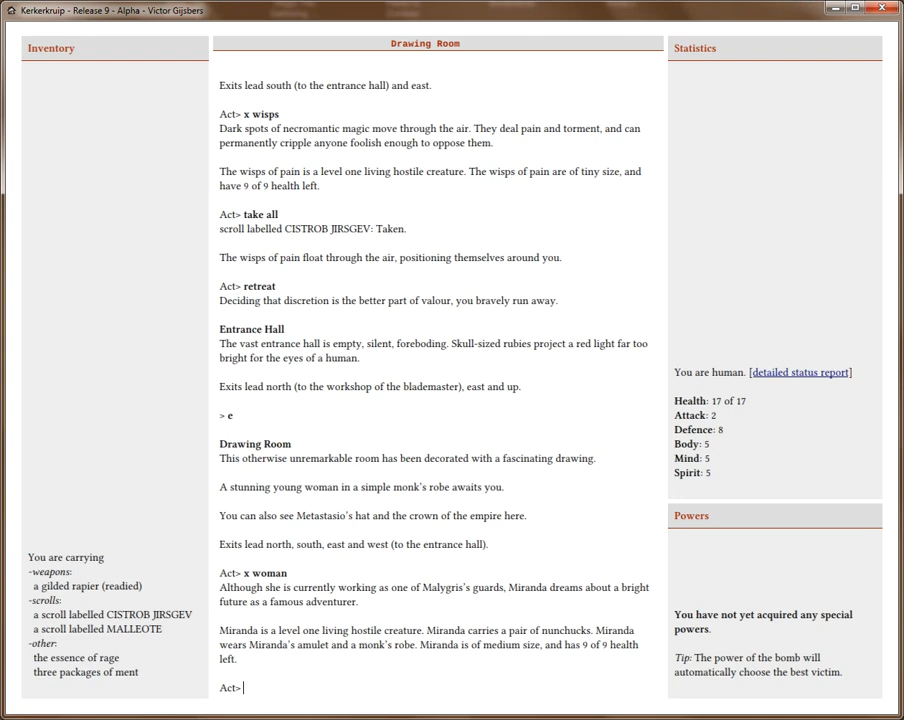 Kerkerkruip - Release 9 - Alpha - Victor Gijsbers
Inventory
You are carrying
-weapons:
a gilded rapier (readied)
-scrolls:
a scroll labelled CISTROB JIRSGEV
a scroll labelled MALLEOTE
-other:
the essence of rage
three packages of ment
Drawing Room
Exits lead south (to the entrance hall) and east.
Act> x wisps
Dark spots of necromantic magic move through the air. They deal pain and torment, and can
permanently cripple anyone foolish enough to oppose them.
The wisps of pain is a level one living hostile creature. The wisps of pain are of tiny size, and
have 9 of 9 health left.
Act> take all
scroll labelled CISTROB JIRSGEV: Taken.
The wisps of pain float through the air, positioning themselves around you.
Act> retreat
Deciding that discretion is the better part of valour, you bravely run away.
Entrance Hall
The vast entrance hall is empty, silent, foreboding. Skull-sized rubies project a red light far too
bright for the eyes of a human.
Exits lead north (to the workshop of the blademaster), east and up.
> e
Drawing Room
This otherwise unremarkable room has been decorated with a fascinating drawing.
A stunning young woman in a simple monk's robe awaits you.
You can also see Metastasio's hat and the crown of the empire here.
Exits lead north, south, east and west (to the entrance hall).
Act> x woman
Although she is currently working as one of Malygris's guards, Miranda dreams about a bright
future as a famous adventurer.
Miranda is a level one living hostile creature. Miranda carries a pair of nunchucks. Miranda
wears Miranda's amulet and a monk's robe. Miranda is of medium size, and has 9 of 9 health
left.
Act>
Statistics
You are human. [detailed status report]
Health: 17 of 17
Attack: 2
Defence: 8
Body: 5
Mind: 5
Spirit: 5
Powers
You have not yet acquired any special
powers.
Tip: The power of the bomb will
automatically choose the best victim.